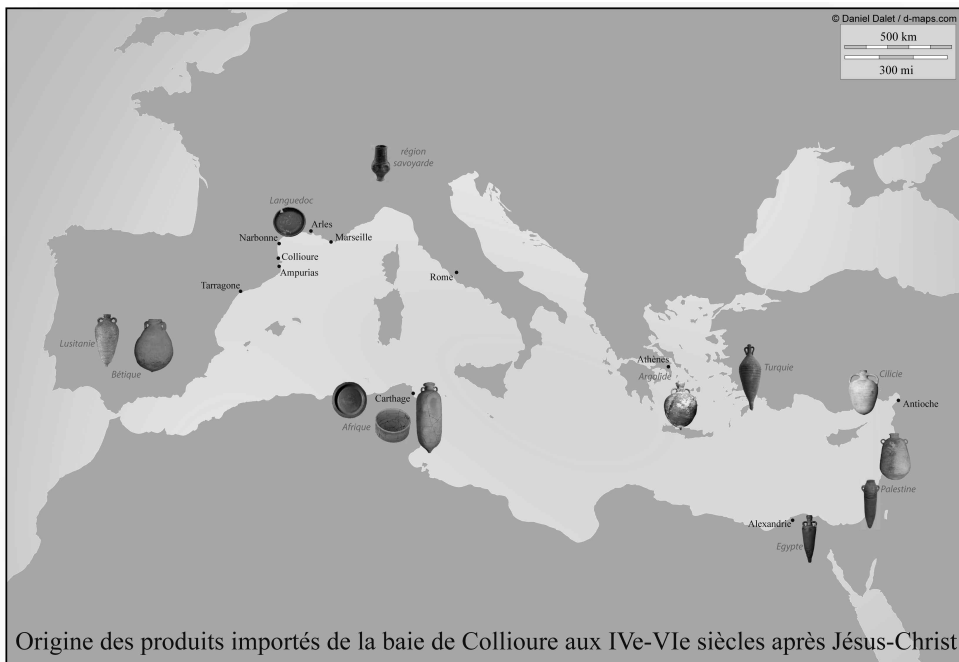 © Daniel Dalet / d-maps.com
500 km
300 mi
région
savoyarde
Languedoc
Arles
Narbonne
Marseille
Collioure
Ampurias
Rome
Tarragone
Lusitanie
Bétique
Athènes
Argolide
Turquie
Cilicie
Antioche
Carthage
Afrique
Palestine
Alexandrie
Egypte
Origine des produits importés de la baie de Collioure aux IVe-VIe siècles après Jésus-Christ